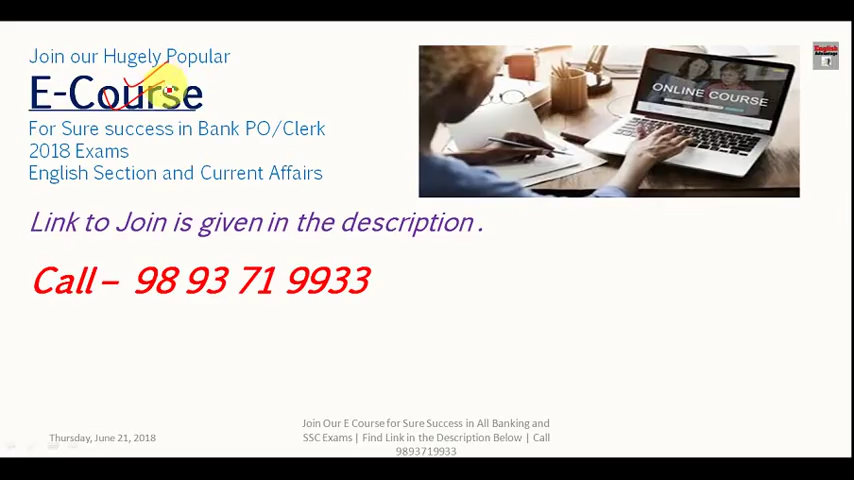 Join our Hugely Popular
E-Course
For Sure success in Bank PO/Clerk
2018 Exams
English Section and Current Affairs
ONLINE COURSE
English
Advantage
Link to Join is given in the description .
Call – 98 93 71 9933
Thursday, June 21, 2018
Join Our E Course for Sure Success in All Banking and
SSC Exams | Find Link in the Description Below | Call
9893719933